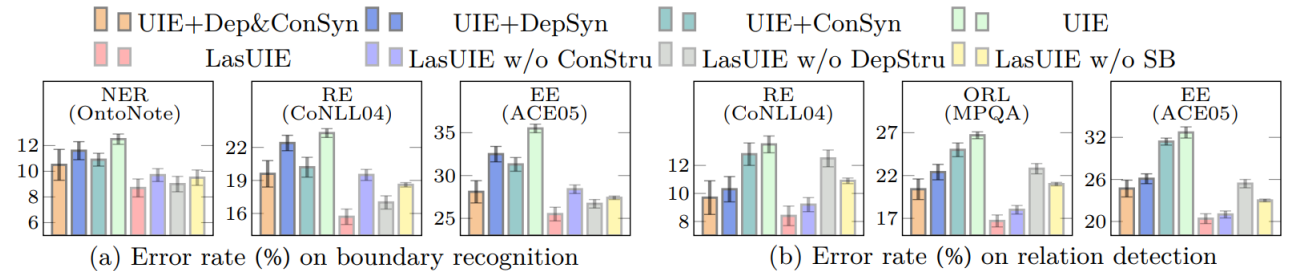 UIE+Dep&ConSyn UIE+DepSyn UIE+ConSyn UIE
LasUIE LasUIE w/o ConStru LasUIE w/o DepStru LasUIE w/o SB
NER
(OntoNote)
12
10
8
6
RE
(CoNLL04)
22
19
16
EE
(ACE05)
35
30
25
RE
(CoNLL04)
12
10
8
ORL
(MPQA)
27
22
17
EE
(ACE05)
32
26
20
(a) Error rate (%) on boundary recognition
(b) Error rate (%) on relation detection